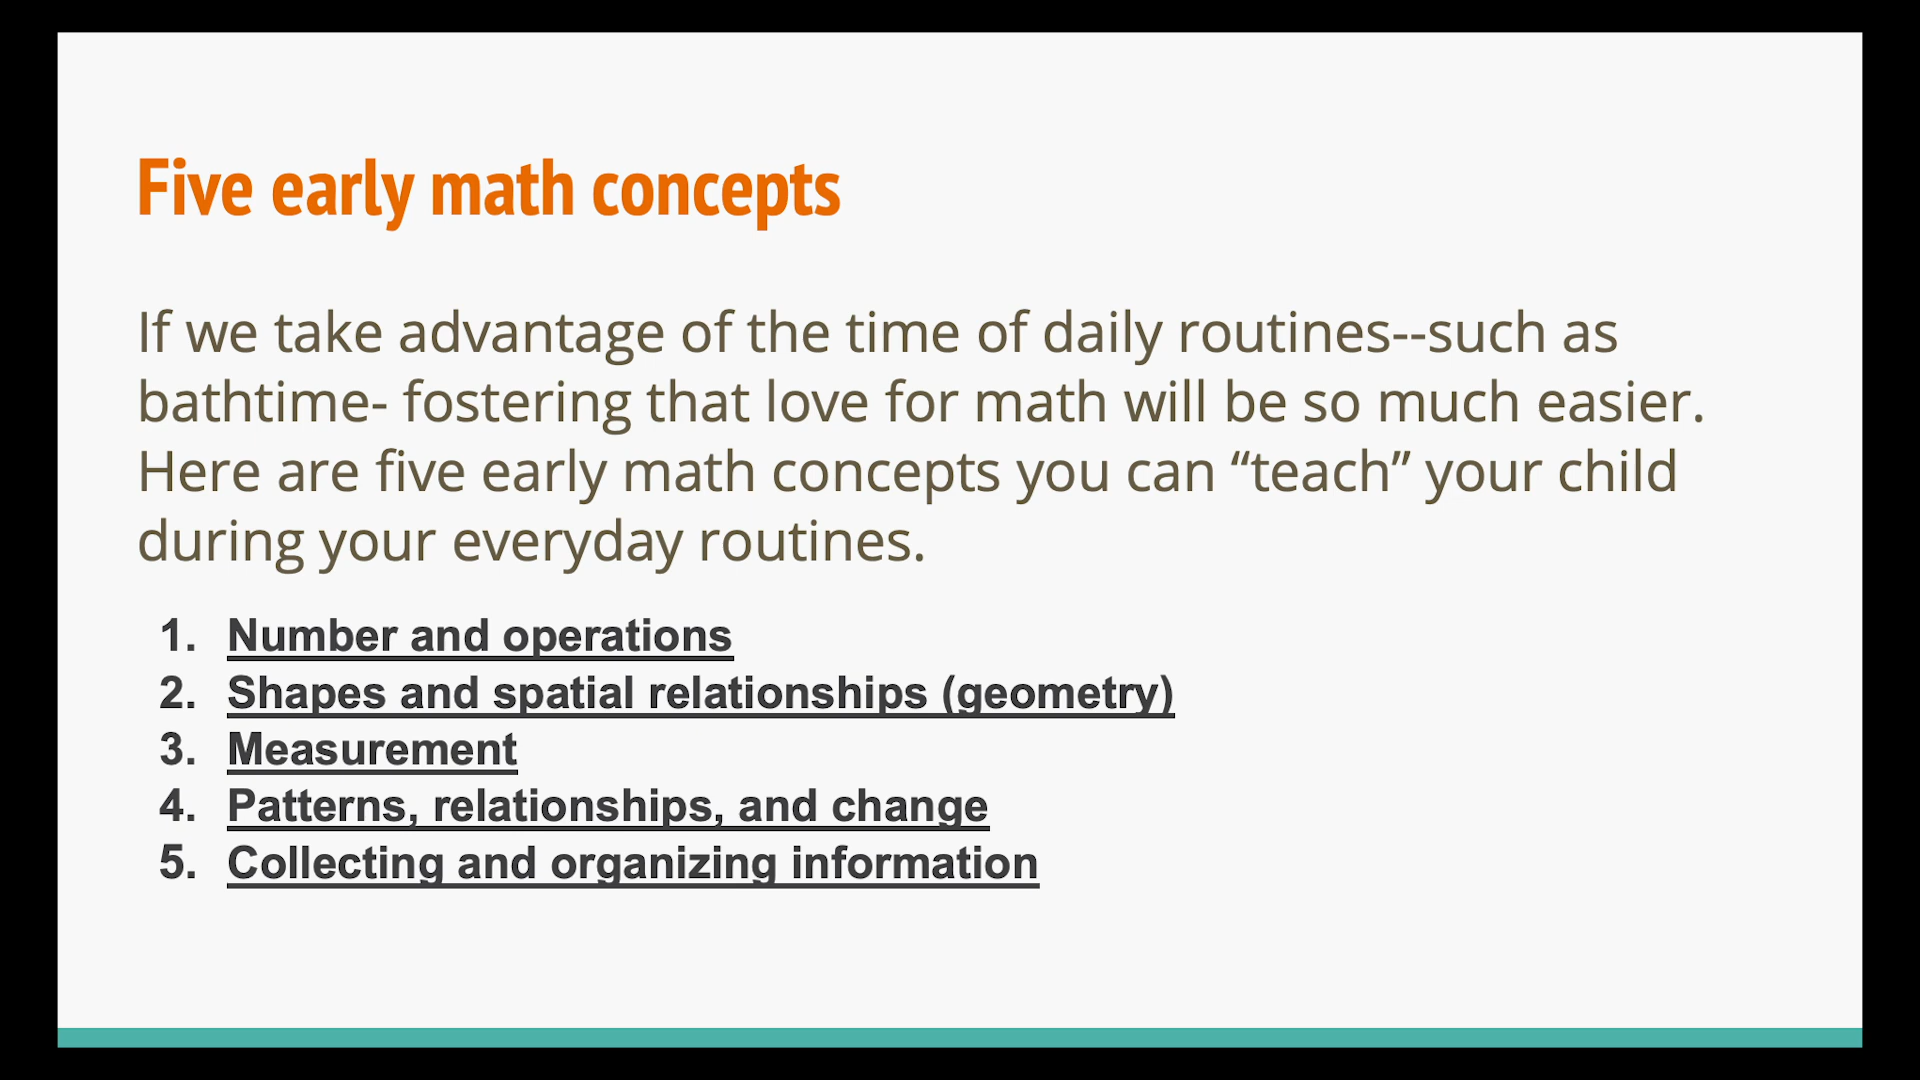 Five early math concepts
If we take advantage of the time of daily routines--such as
bathtime- fostering that love for math will be so much easier.
Here are five early math concepts you can “teach” your child
during your everyday routines.
1. Number and operations
2. Shapes and spatial relationships (geometry)
3. Measurement
4. Patterns, relationships, and change
5. Collecting and organizing information